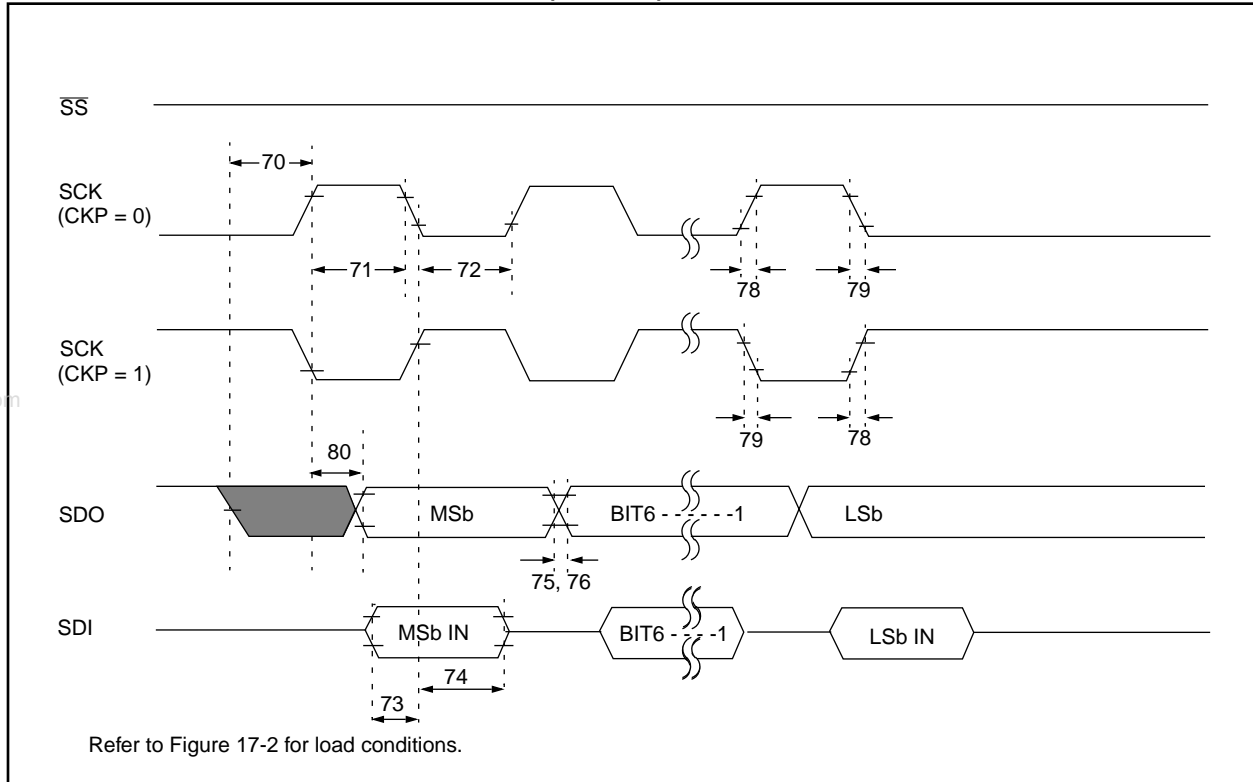 SS
70
SCK
(CKP = 0)
71
72
78
79
SCK
(CKP = 1)
79
78
80
SDO
MSb
BIT6 - - - - - -1
LSb
75, 76
SDI
MSb IN
BIT6 - - - - -1
LSb IN
74
73
Refer to Figure 17-2 for load conditions.